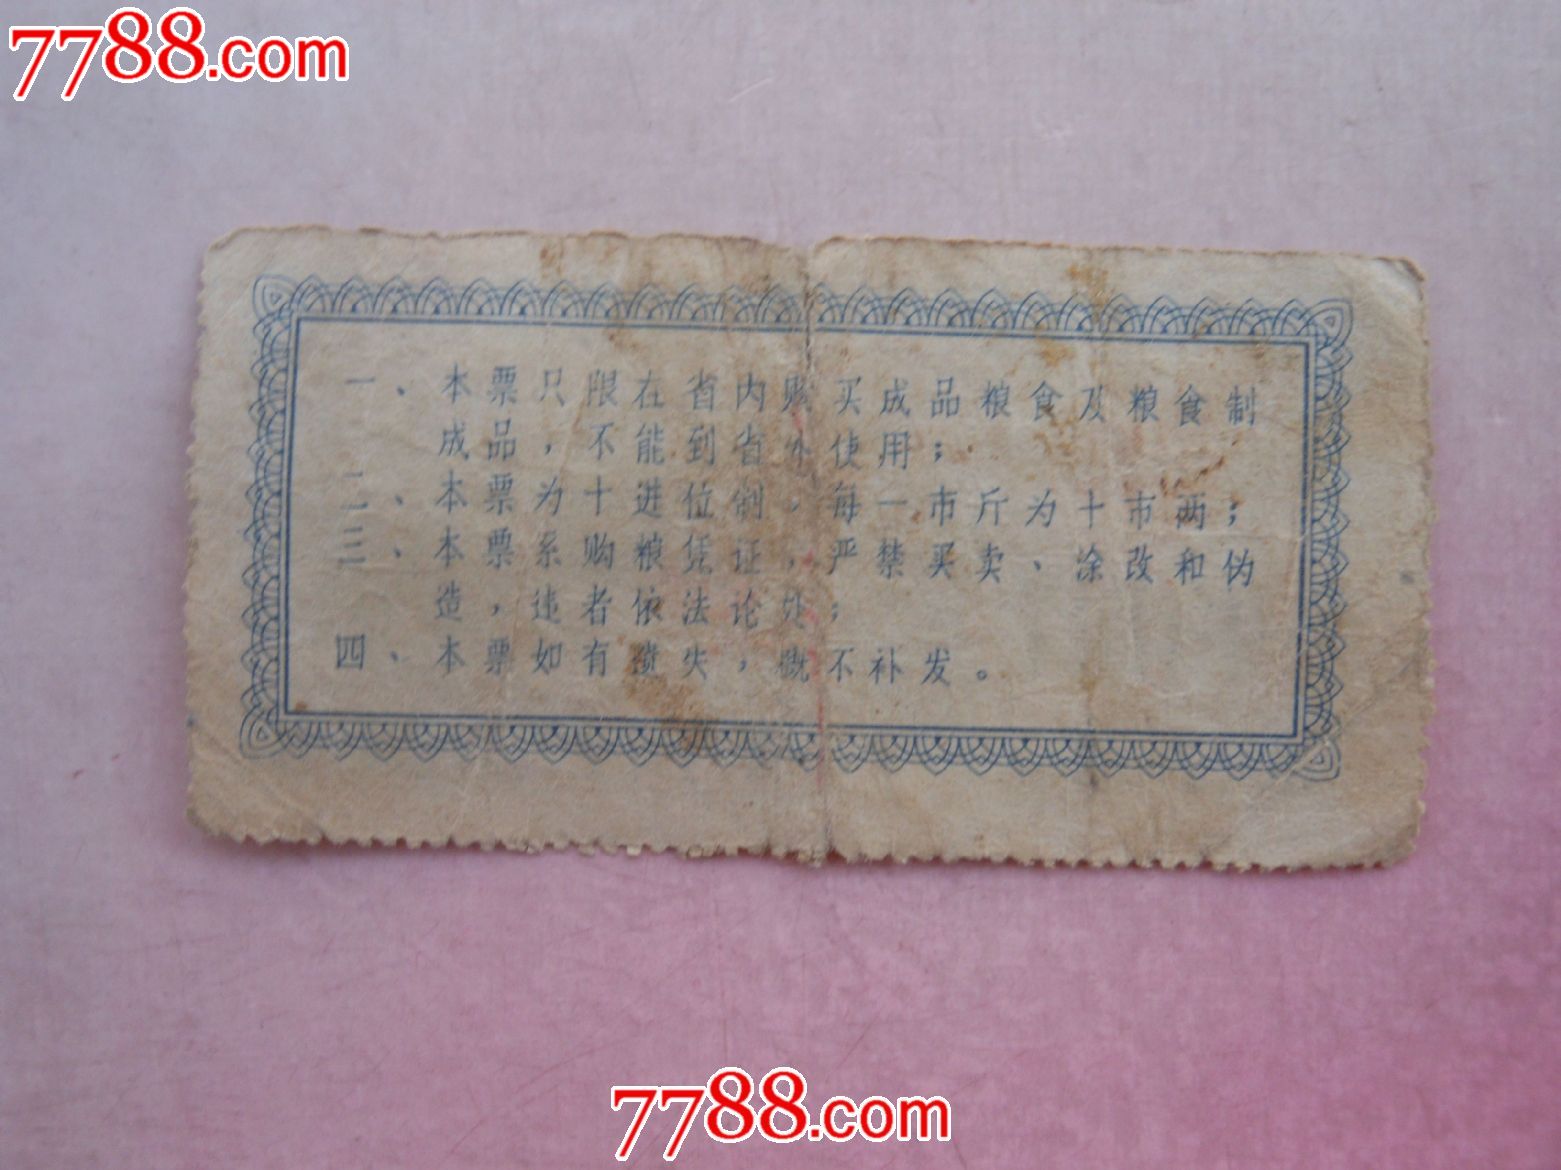 7788.com
一、本票只限在省内购买成品粮食及粮食制
成品，不能到省外使用；
二、本票为十进位制，每一市斤为十市两；
三、本票系购粮凭证，严禁买卖、涂改和伪
造，违者依法论处；
四、本票如有遗失，概不补发。
7788.com